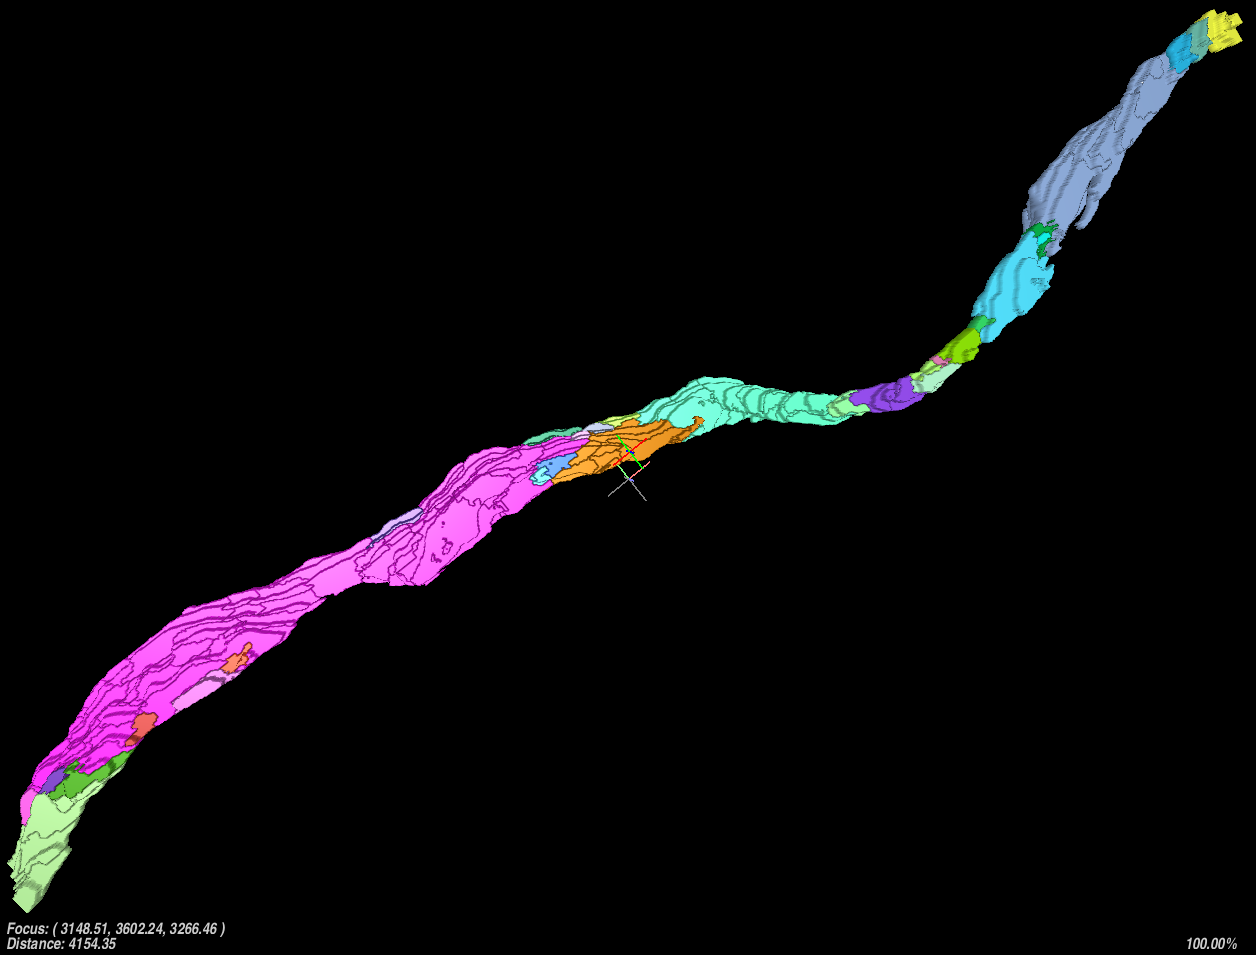 Focus: ( 3148.51, 3602.24, 3266.46 )
Distance: 4154.35
100.00%